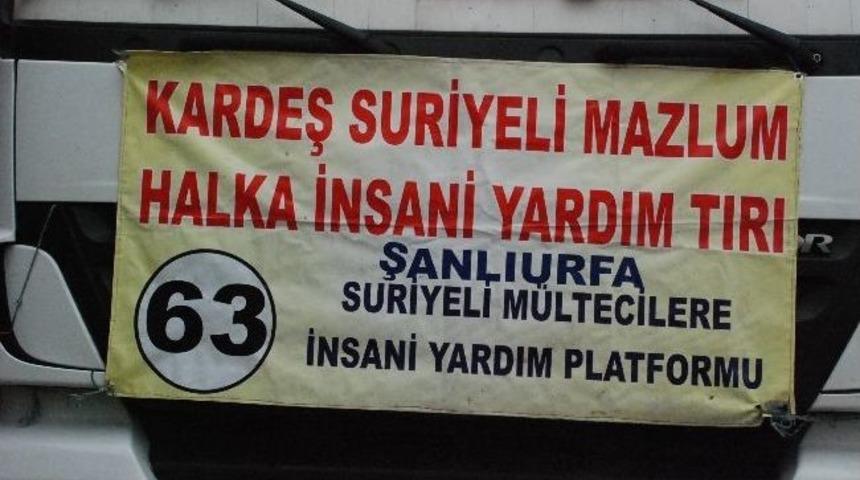 KARDEŞ SURİYELİ MAZLUM
HALKA İNSANİ YARDIM TIRI
ŞANLIURFA
63
SURİYELİ MÜLTECİLERE
İNSANİ YARDIM PLATFORMU